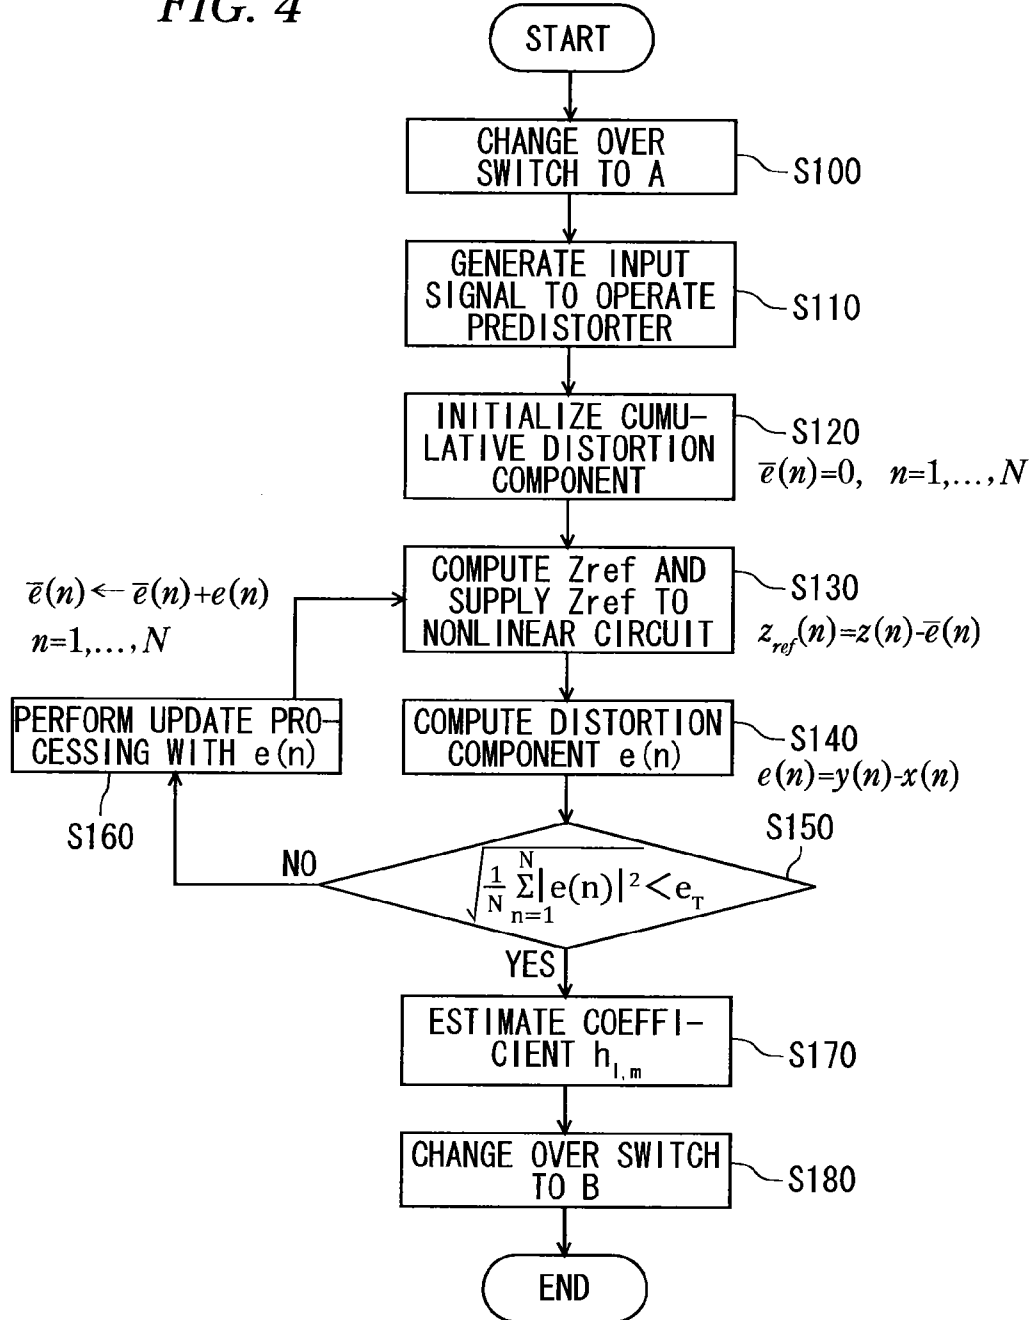 FIG. 4
START
CHANGE OVER
SWITCH TO A
S100
GENERATE INPUT
SIGNAL TO OPERATE
PREDISTORTER
S110
INITIALIZE CUMU-
LATIVE DISTORTION
COMPONENT
S120
e̅(n)=0, n=1,...,N
COMPUTE Zref AND
SUPPLY Zref TO
NONLINEAR CIRCUIT
S130
z_ref(n)=z(n)-e̅(n)
e̅(n)←e̅(n)+e(n)
n=1,...,N
PERFORM UPDATE PRO-
CESSING WITH e(n)
S160
COMPUTE DISTORTION
COMPONENT e(n)
S140
e(n)=y(n)-x(n)
S150
√(1/N Σ_{n=1}^{N} |e(n)|²) < e_T
NO
YES
ESTIMATE COEFFI-
CIENT h_{l,m}
S170
CHANGE OVER SWITCH
TO B
S180
END